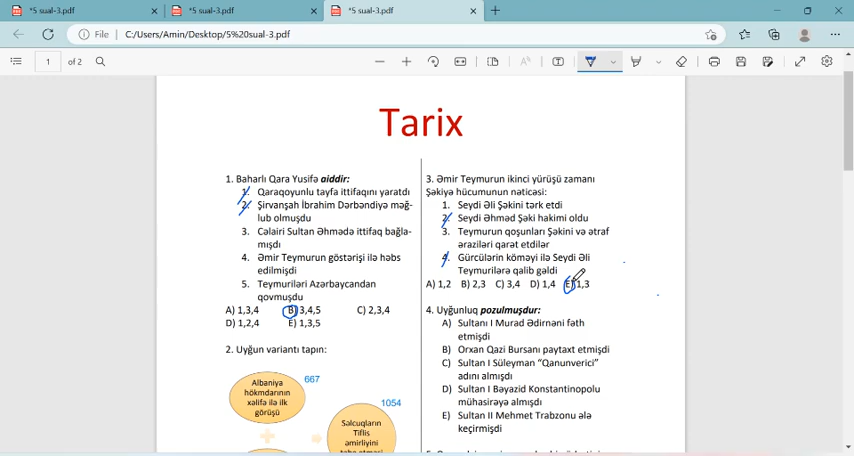 *5 sual-3.pdf
*5 sual-3.pdf
*5 sual-3.pdf
File
C:/Users/Amin/Desktop/5%20sual-3.pdf
1 of 2
Tarix
1. Baharlı Qara Yusifə aiddir:
1. Qaraqoyunlu tayfa ittifaqını yaratdı
2. Şirvanşah İbrahim Dərbəndiyə məğ-
lub olmuşdu
3. Cəlairi Sultan Əhmədə ittifaq bağla-
mışdı
4. Əmir Teymurun göstərişi ilə həbs
edilmişdi
5. Teymuriləri Azərbaycandan
qovmuşdu
A) 1,3,4 B) 3,4,5 C) 2,3,4
D) 1,2,4 E) 1,3,5
2. Uyğun variantı tapın:
Albaniya
hökmdarının
xəlifə ilə ilk
görüşü
667
1054
Səlcuqların
Tiflis
əmirliyini
3. Əmir Teymurun ikinci yürüşü zamanı
Şəkiyə hücumunun nəticəsi:
1. Seydi Əli Şəkini tərk etdi
2. Seydi Əhməd Şəki hakimi oldu
3. Teymurun qoşunları Şəkini və ətraf
əraziləri qarət etdilər
4. Gürcülərin köməyi ilə Seydi Əli
Teymurilərə qalib gəldi
A) 1,2 B) 2,3 C) 3,4 D) 1,4 E) 1,3
4. Uyğunluq pozulmuşdur:
A) Sultanı I Murad Ədirnəni fəth
etmişdi
B) Orxan Qazi Bursanı paytaxt etmişdi
C) Sultan I Süleyman “Qanunverici”
adını almışdı
D) Sultan I Bəyazid Konstantinopolu
mühasirəyə almışdı
E) Sultan II Mehmet Trabzonu ələ
keçirmişdi